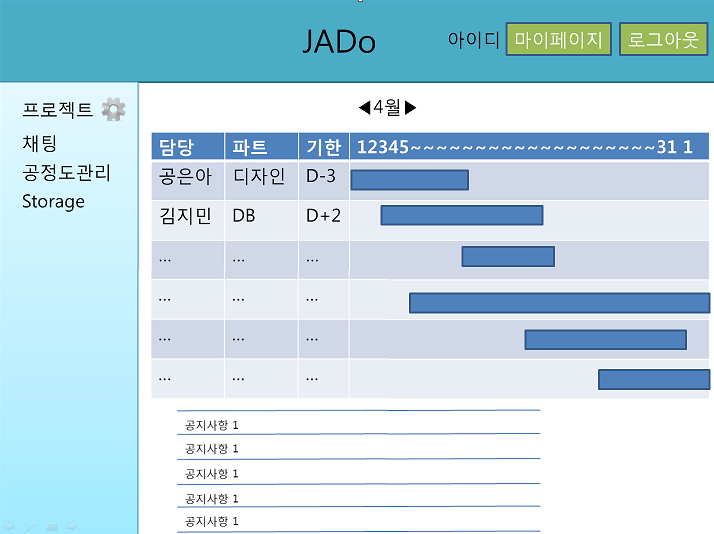 JADo
아이디 마이페이지 로그아웃
프로젝트
채팅
공정도관리
Storage
◀4월▶
담당 파트 기한 12345~~~~~~~~~~~~~~~~~~~31 1
공은아 디자인 D-3
김지민 DB D+2
... ... ...
... ... ...
... ... ...
... ... ...
공지사항 1
공지사항 1
공지사항 1
공지사항 1
공지사항 1